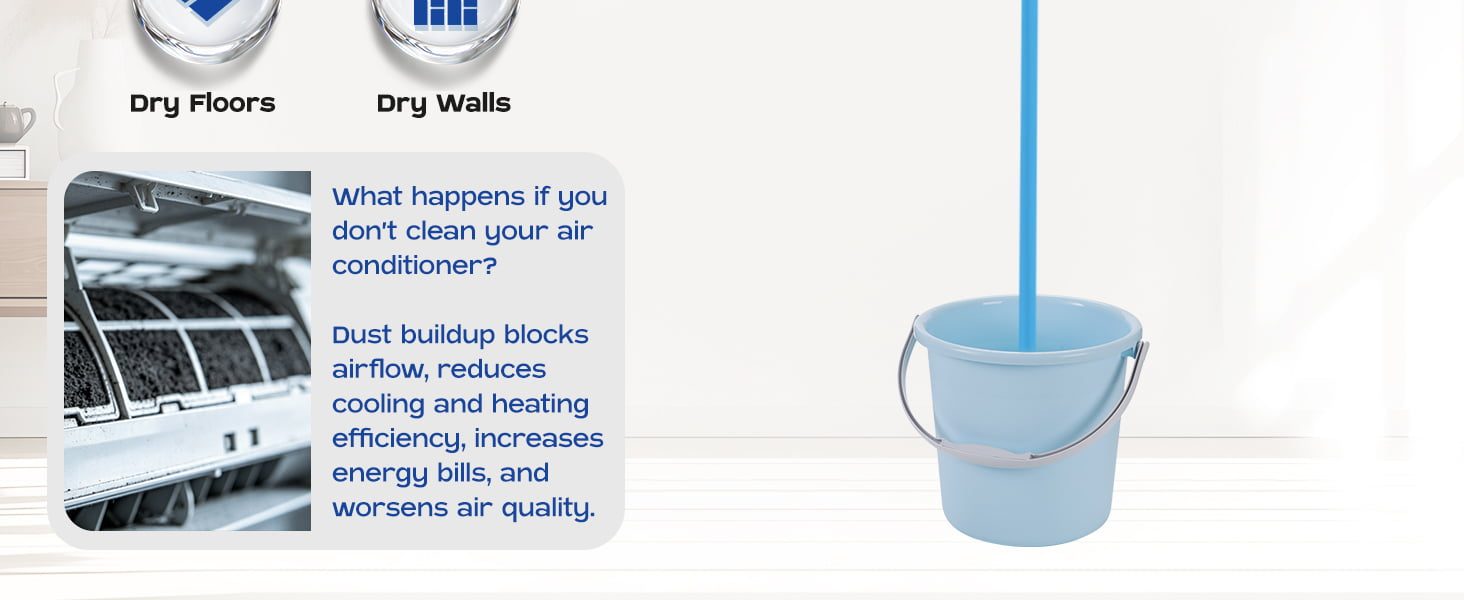 Dry Floors
Dry Walls
What happens if you
don't clean your air
conditioner?
Dust buildup blocks
airflow, reduces
cooling and heating
efficiency, increases
energy bills, and
worsens air quality.